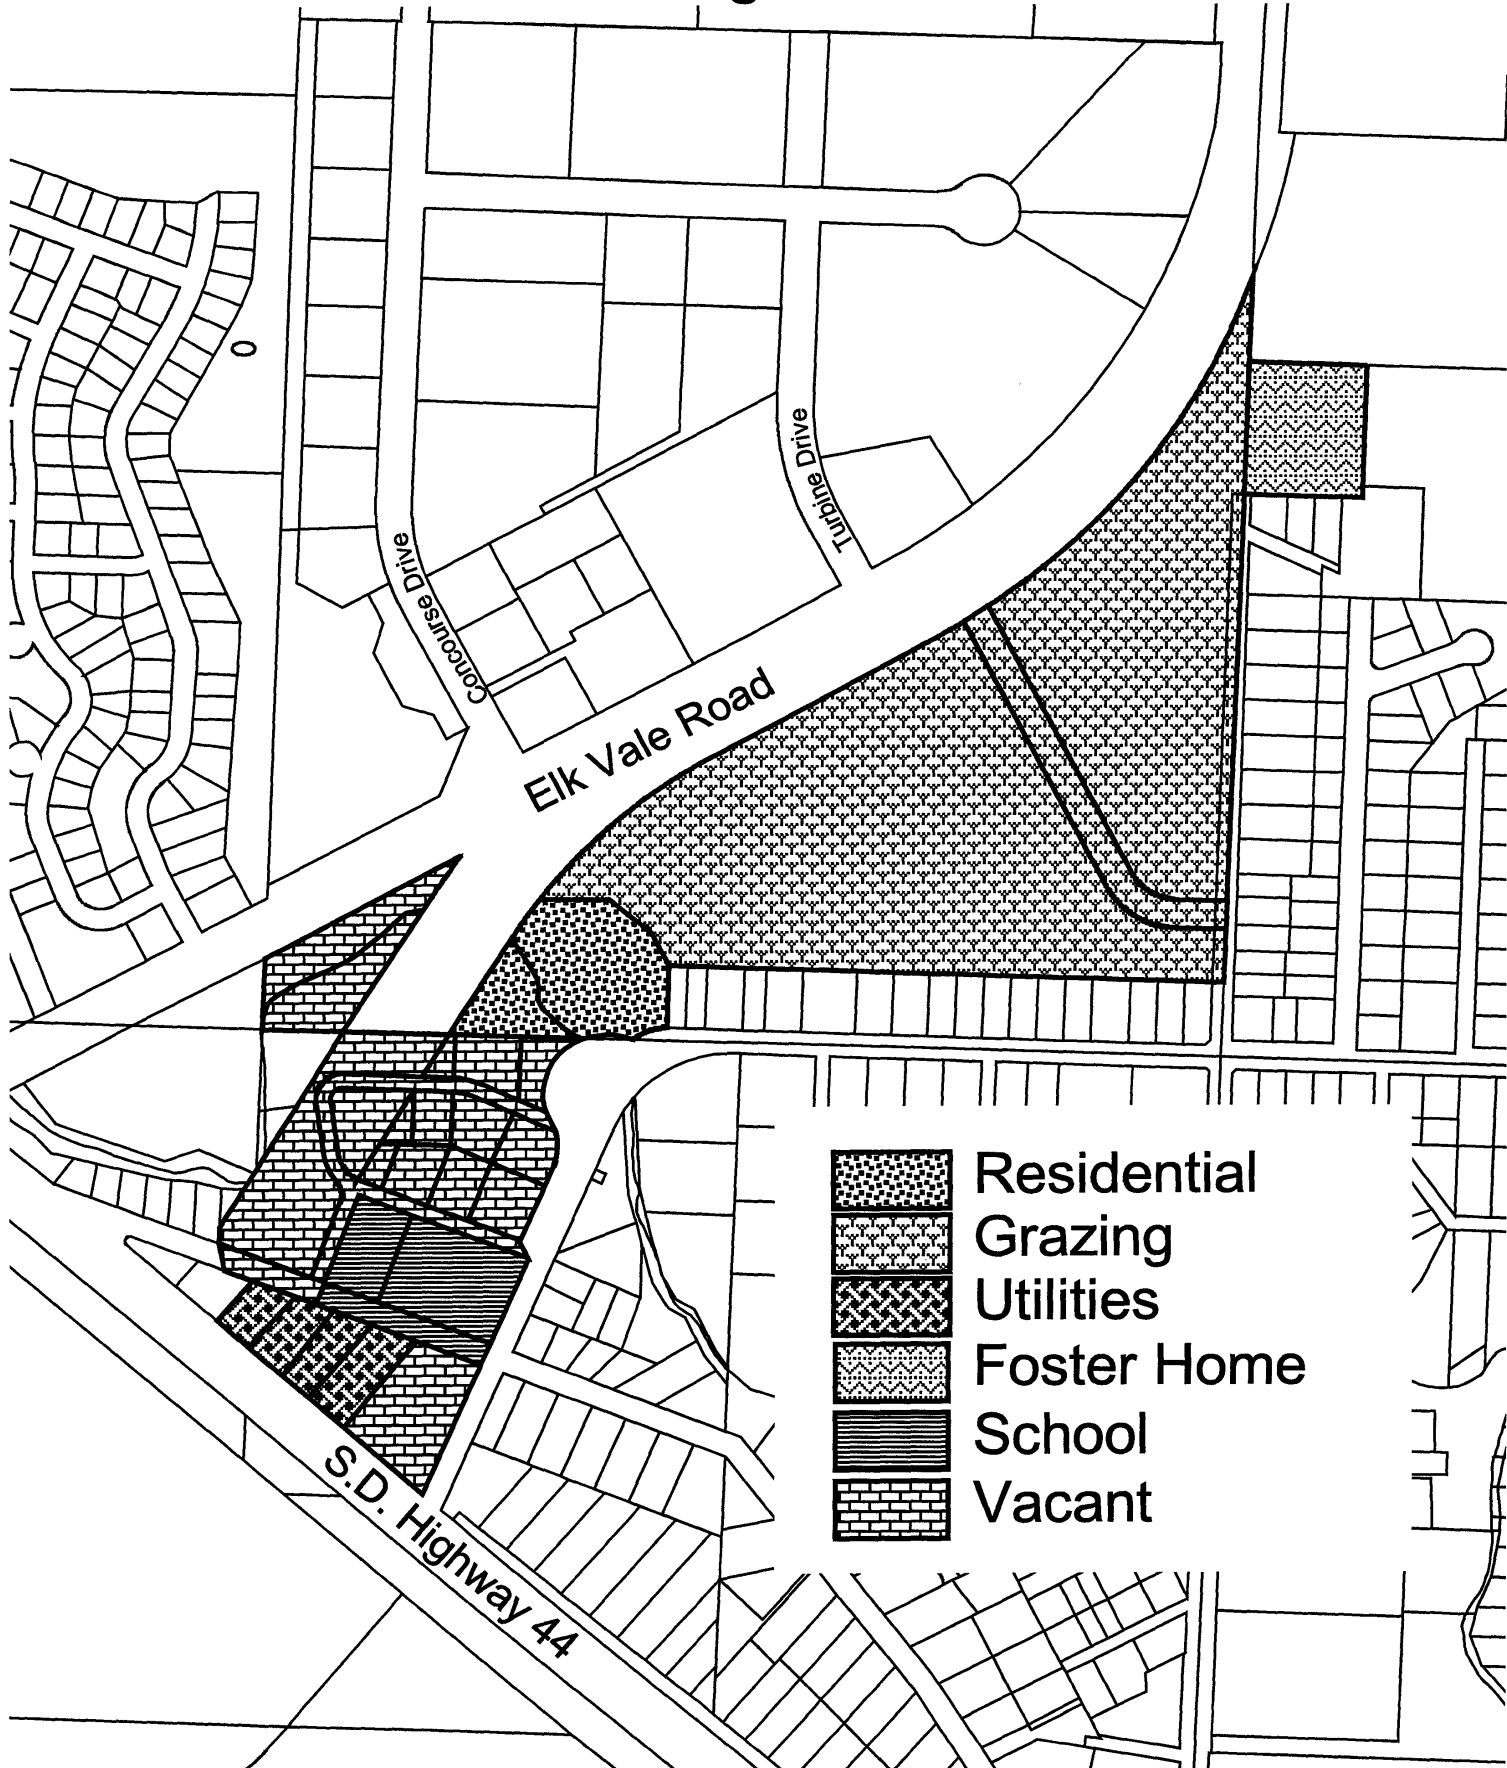 Turbine Drive
Concourse Drive
Elk Vale Road
Residential
Grazing
Utilities
Foster Home
School
Vacant
S.D. Highway 44